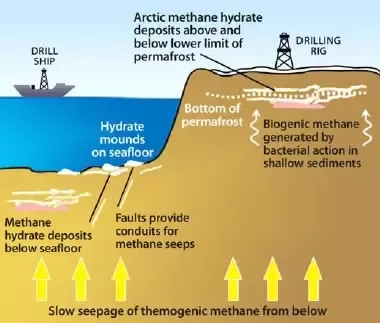 Arctic methane hydrate
deposits above and
below lower limit of
permafrost
DRILL
SHIP
DRILLING
RIG
Bottom of
permafrost
Biogenic methane
generated by
bacterial action in
shallow sediments
Hydrate
mounds
on seafloor
Methane
hydrate deposits
below seafloor
Faults provide
conduits for
methane seeps
Slow seepage of themogenic methane from below